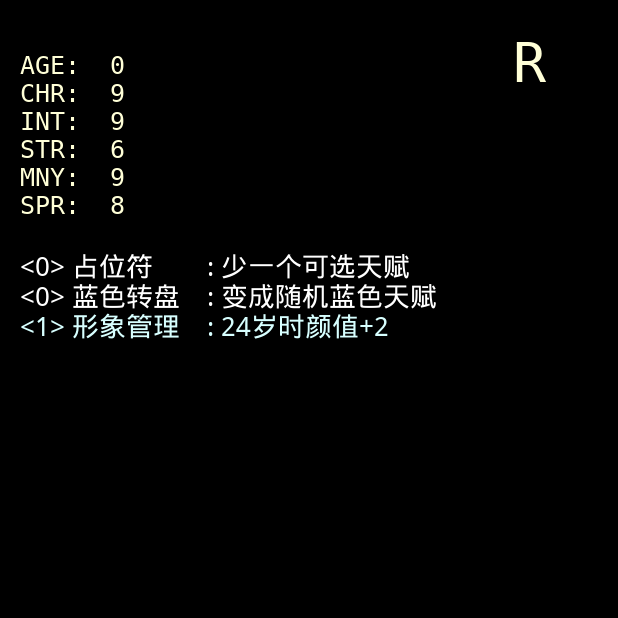 R
AGE: 0
CHR: 9
INT: 9
STR: 6
MNY: 9
SPR: 8
<0> 占位符 : 少一个可选天赋
<0> 蓝色转盘 : 变成随机蓝色天赋
<1> 形象管理 : 24岁时颜值+2